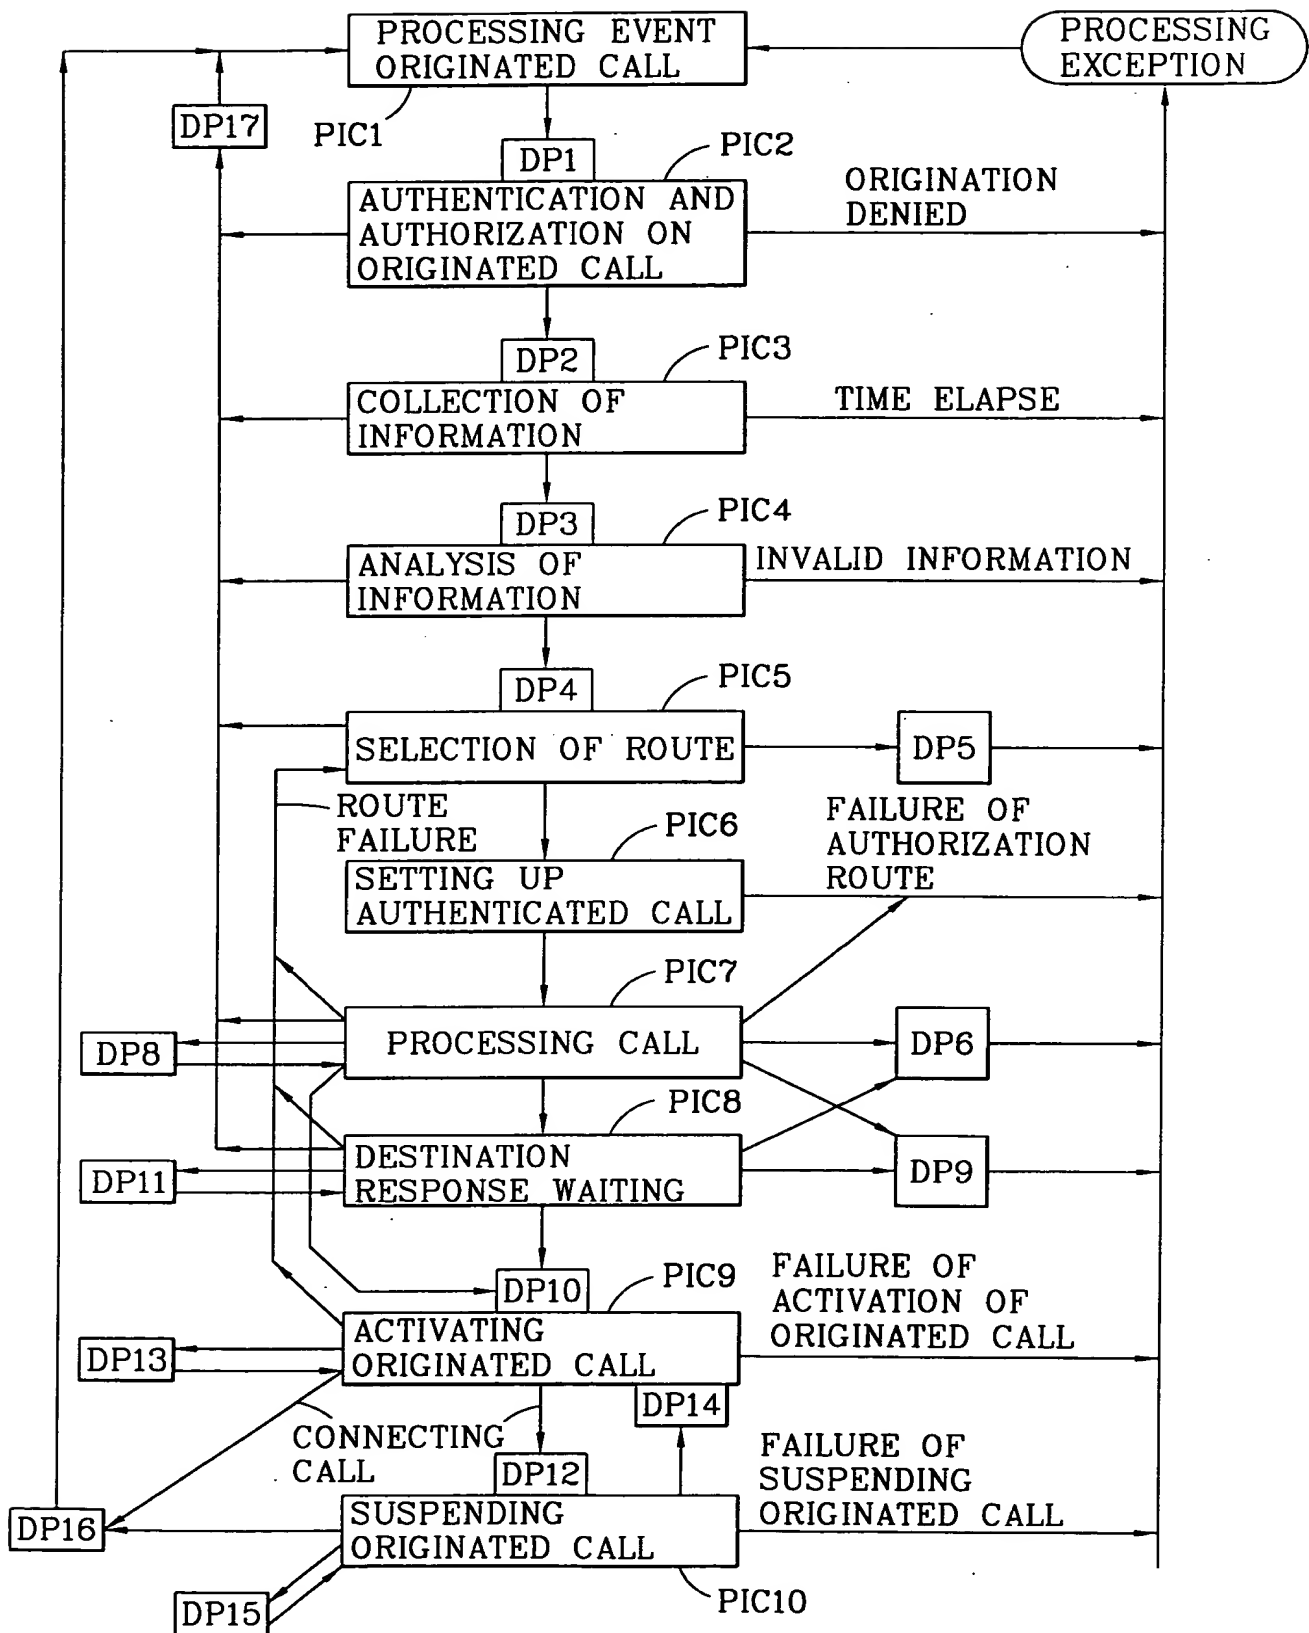 PROCESSING EVENT
ORIGINATED CALL
PROCESSING
EXCEPTION
DP17
PIC1
DP1
PIC2
AUTHENTICATION AND
AUTHORIZATION ON
ORIGINATED CALL
ORIGINATION
DENIED
DP2
PIC3
COLLECTION OF
INFORMATION
TIME ELAPSE
DP3
PIC4
ANALYSIS OF
INFORMATION
INVALID INFORMATION
DP4
PIC5
SELECTION OF ROUTE
DP5
ROUTE
FAILURE
PIC6
FAILURE OF
AUTHORIZATION
ROUTE
SETTING UP
AUTHENTICATED CALL
PIC7
DP8
PROCESSING CALL
DP6
PIC8
DP11
DESTINATION
RESPONSE WAITING
DP9
DP10
PIC9
FAILURE OF
ACTIVATION OF
ORIGINATED CALL
DP13
ACTIVATING
ORIGINATED CALL
DP14
CONNECTING
CALL
DP12
FAILURE OF
SUSPENDING
ORIGINATED CALL
DP16
SUSPENDING
ORIGINATED CALL
DP15
PIC10